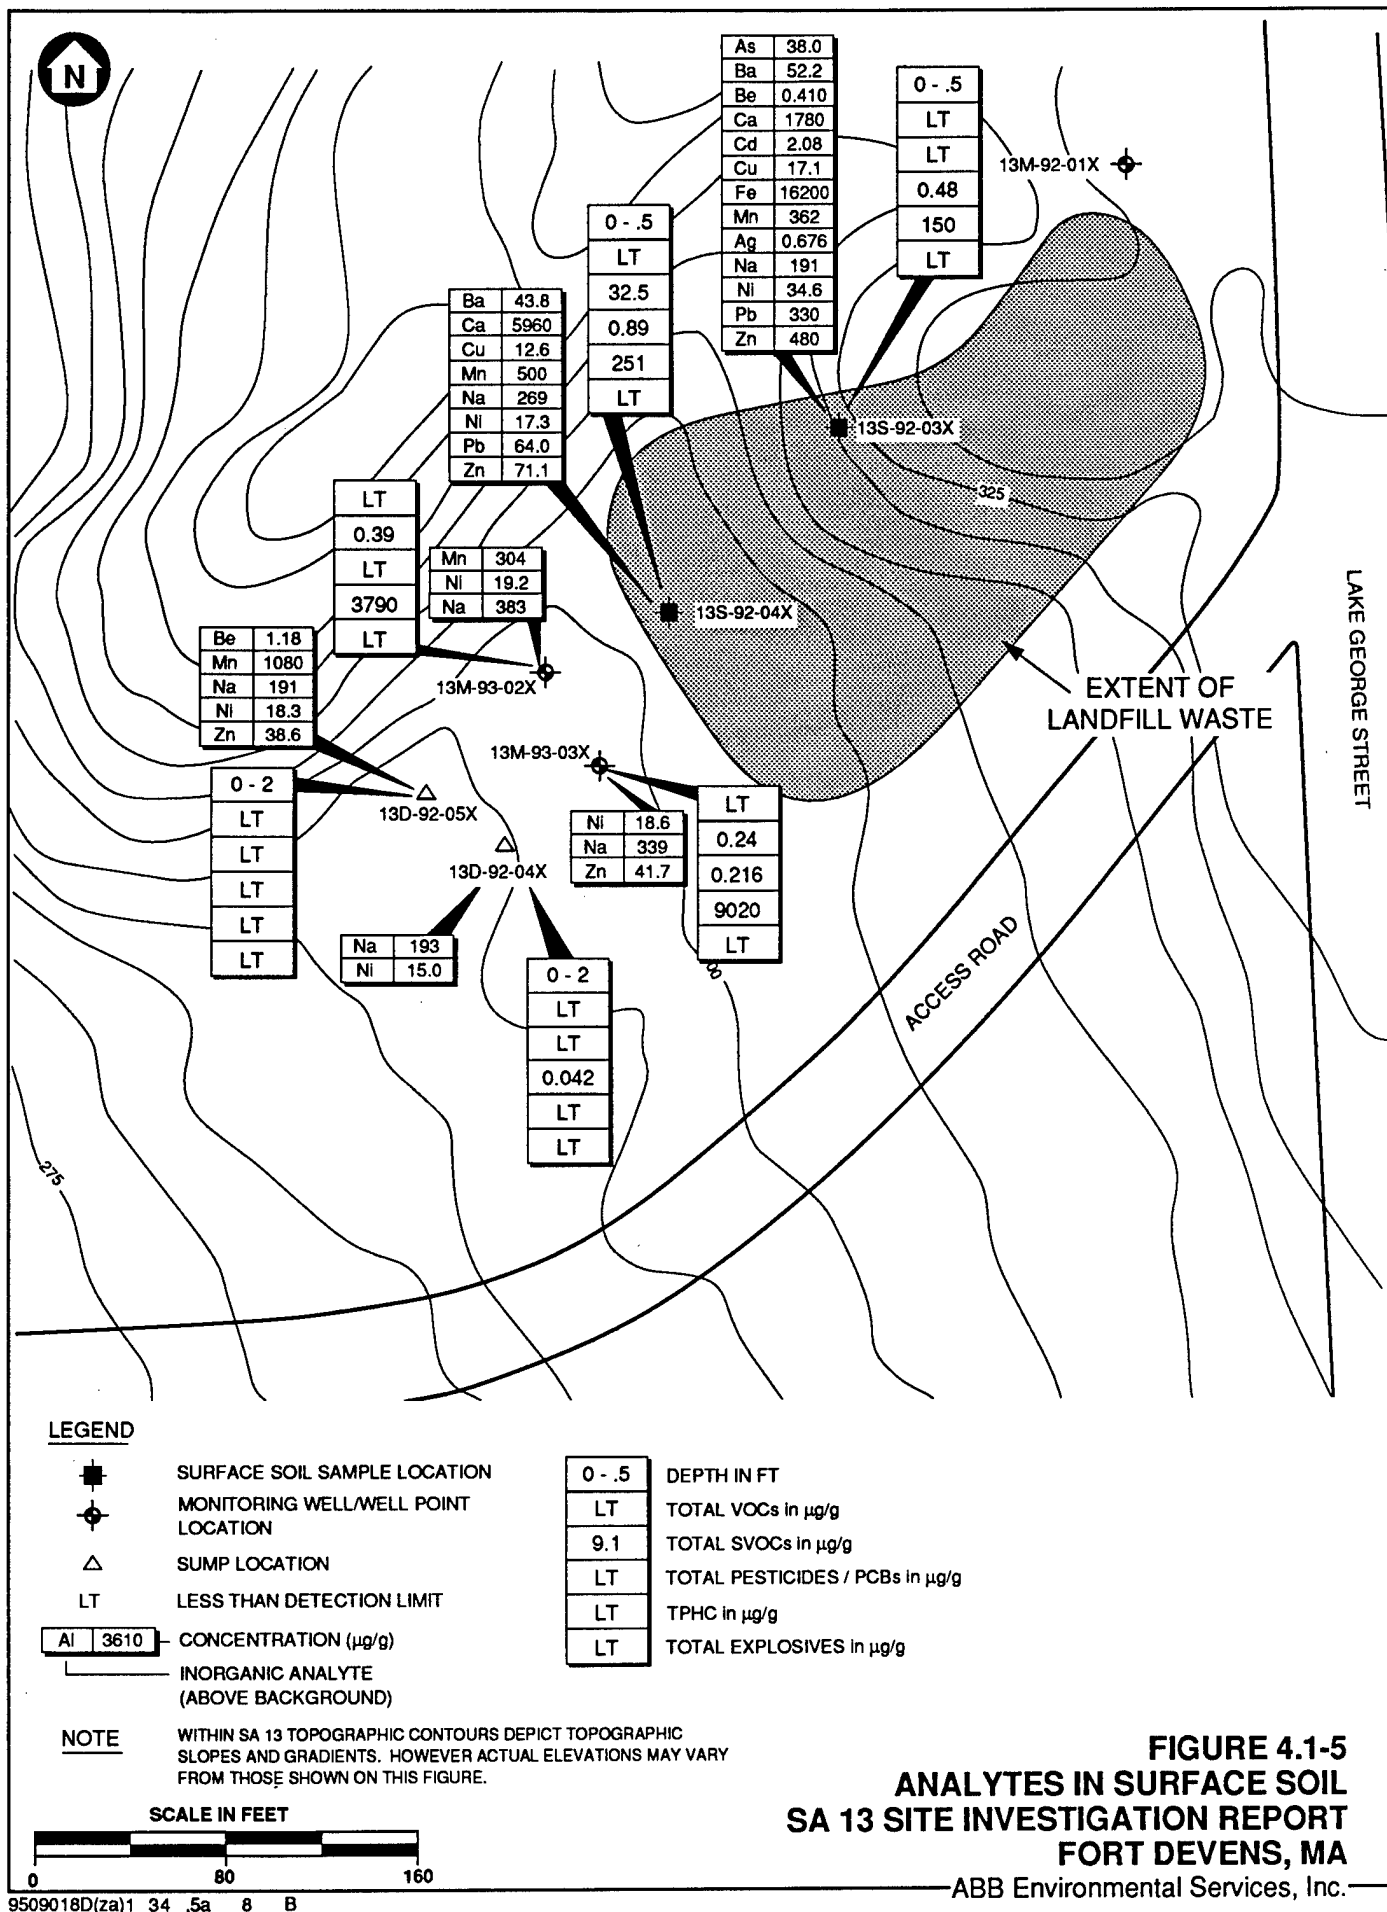 N
As 38.0
Ba 52.2
Be 0.410
Ca 1780
Cd 2.08
Cu 17.1
Fe 16200
Mn 362
Ag 0.676
Na 191
Ni 34.6
Pb 330
Zn 480
0 - .5
LT
LT
0.48
150
LT
13M-92-01X
0 - .5
LT
32.5
0.89
251
LT
Ba 43.8
Ca 5960
Cu 12.6
Mn 500
Na 269
Ni 17.3
Pb 64.0
Zn 71.1
13S-92-03X
325
LT
0.39
LT
3790
LT
Mn 304
Ni 19.2
Na 383
13S-92-04X
LAKE GEORGE STREET
Be 1.18
Mn 1080
Na 191
Ni 18.3
Zn 38.6
13M-93-02X
EXTENT OF
LANDFILL WASTE
13M-93-03X
0 - 2
LT
LT
LT
LT
LT
13D-92-05X
13D-92-04X
Ni 18.6
Na 339
Zn 41.7
LT
0.24
0.216
9020
LT
Na 193
Ni 15.0
0 - 2
LT
LT
0.042
LT
LT
00
ACCESS ROAD
275
LEGEND
SURFACE SOIL SAMPLE LOCATION
MONITORING WELL/WELL POINT
LOCATION
SUMP LOCATION
LT LESS THAN DETECTION LIMIT
Al 3610 CONCENTRATION (µg/g)
INORGANIC ANALYTE
(ABOVE BACKGROUND)
0 - .5 DEPTH IN FT
LT TOTAL VOCs in µg/g
9.1 TOTAL SVOCs in µg/g
LT TOTAL PESTICIDES / PCBs in µg/g
LT TPHC in µg/g
LT TOTAL EXPLOSIVES in µg/g
NOTE WITHIN SA 13 TOPOGRAPHIC CONTOURS DEPICT TOPOGRAPHIC
SLOPES AND GRADIENTS. HOWEVER ACTUAL ELEVATIONS MAY VARY
FROM THOSE SHOWN ON THIS FIGURE.
SCALE IN FEET
0 80 160
FIGURE 4.1-5
ANALYTES IN SURFACE SOIL
SA 13 SITE INVESTIGATION REPORT
FORT DEVENS, MA
ABB Environmental Services, Inc.
9509018D(za)1 34 .5a 8 B